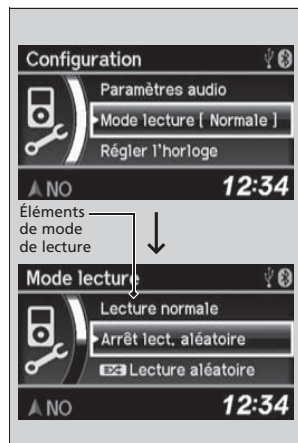 Configuration
Paramètres audio
Mode lecture [ Normale ]
Régler l'horloge
NO
12:34
Éléments
de mode
de lecture
Mode lecture
Lecture normale
Arrêt lect. aléatoire
EXE Lecture aléatoire
NO
12:34